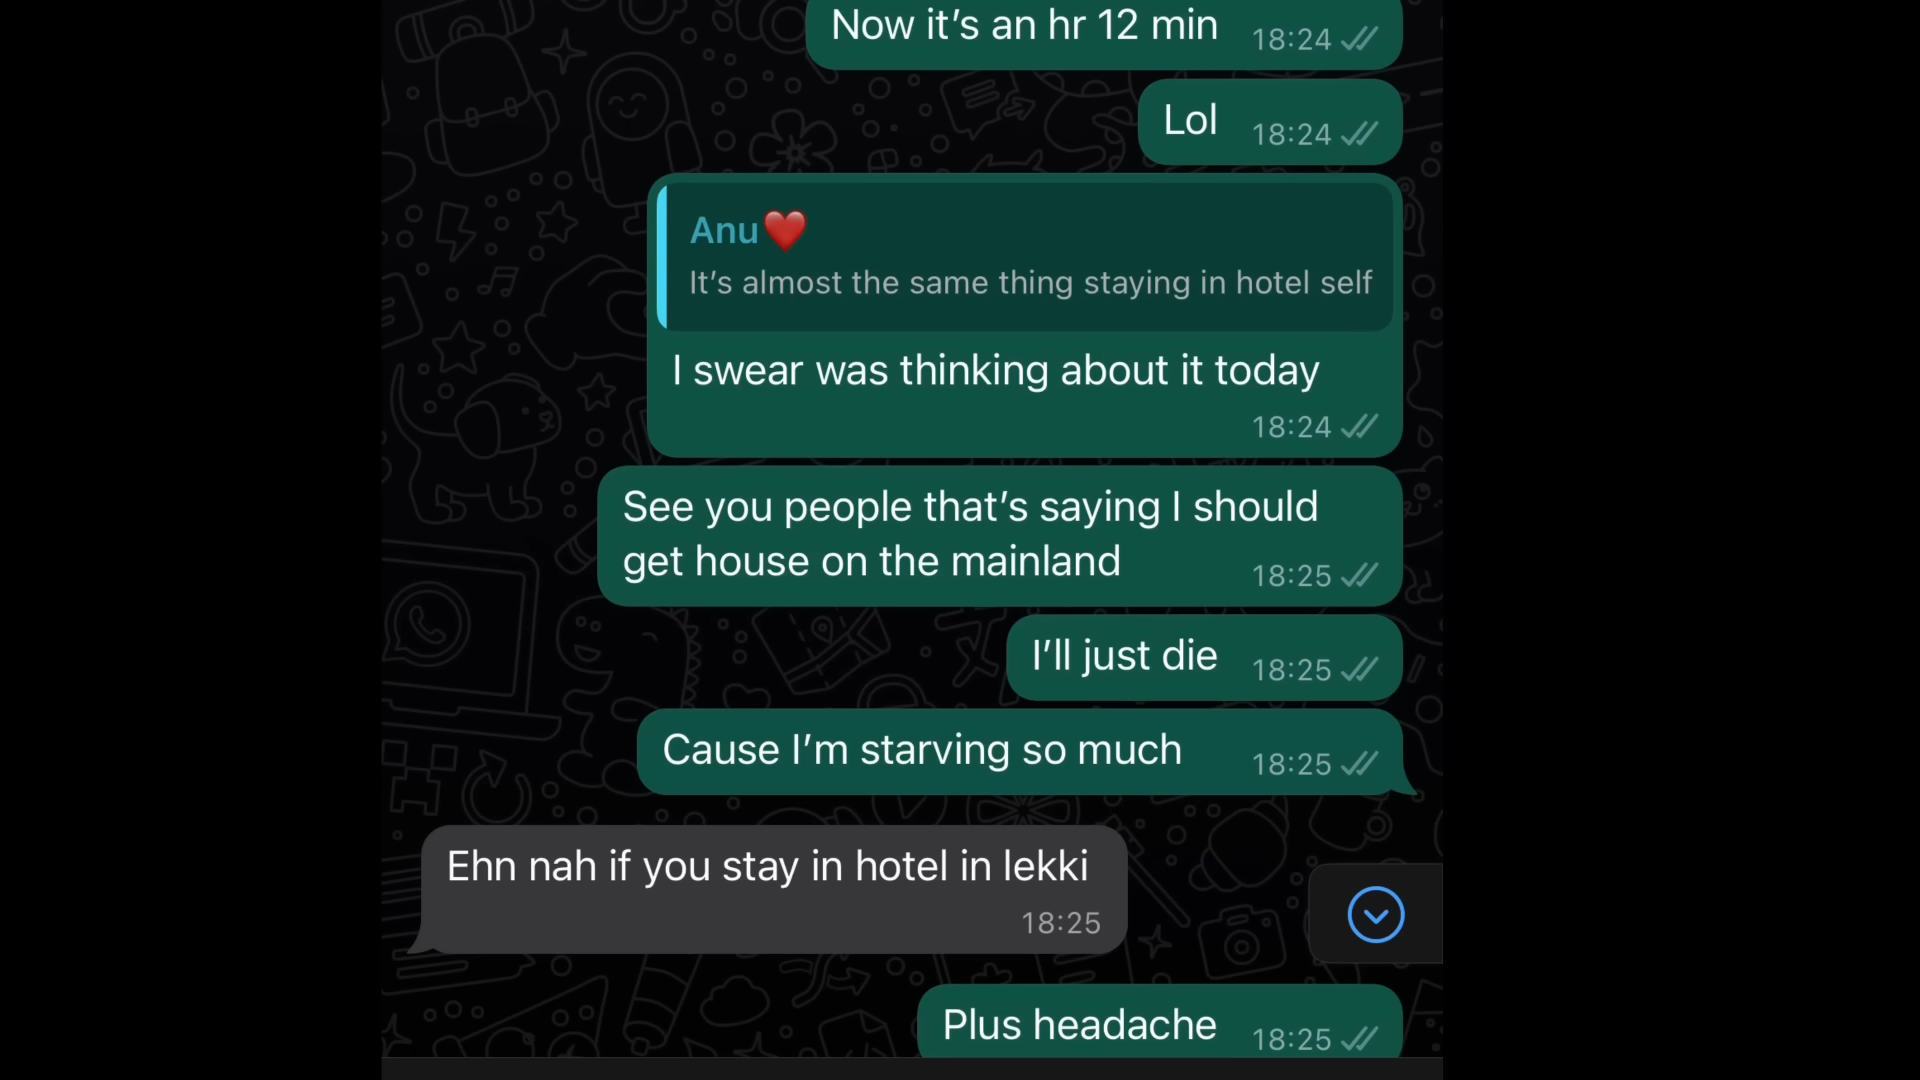 Now it’s an hr 12 min 18:24
Lol 18:24
Anu❤️
It’s almost the same thing staying in hotel self
I swear was thinking about it today
18:24
See you people that’s saying I should
get house on the mainland 18:25
I’ll just die 18:25
Cause I’m starving so much 18:25
Ehn nah if you stay in hotel in lekki
18:25
Plus headache 18:25